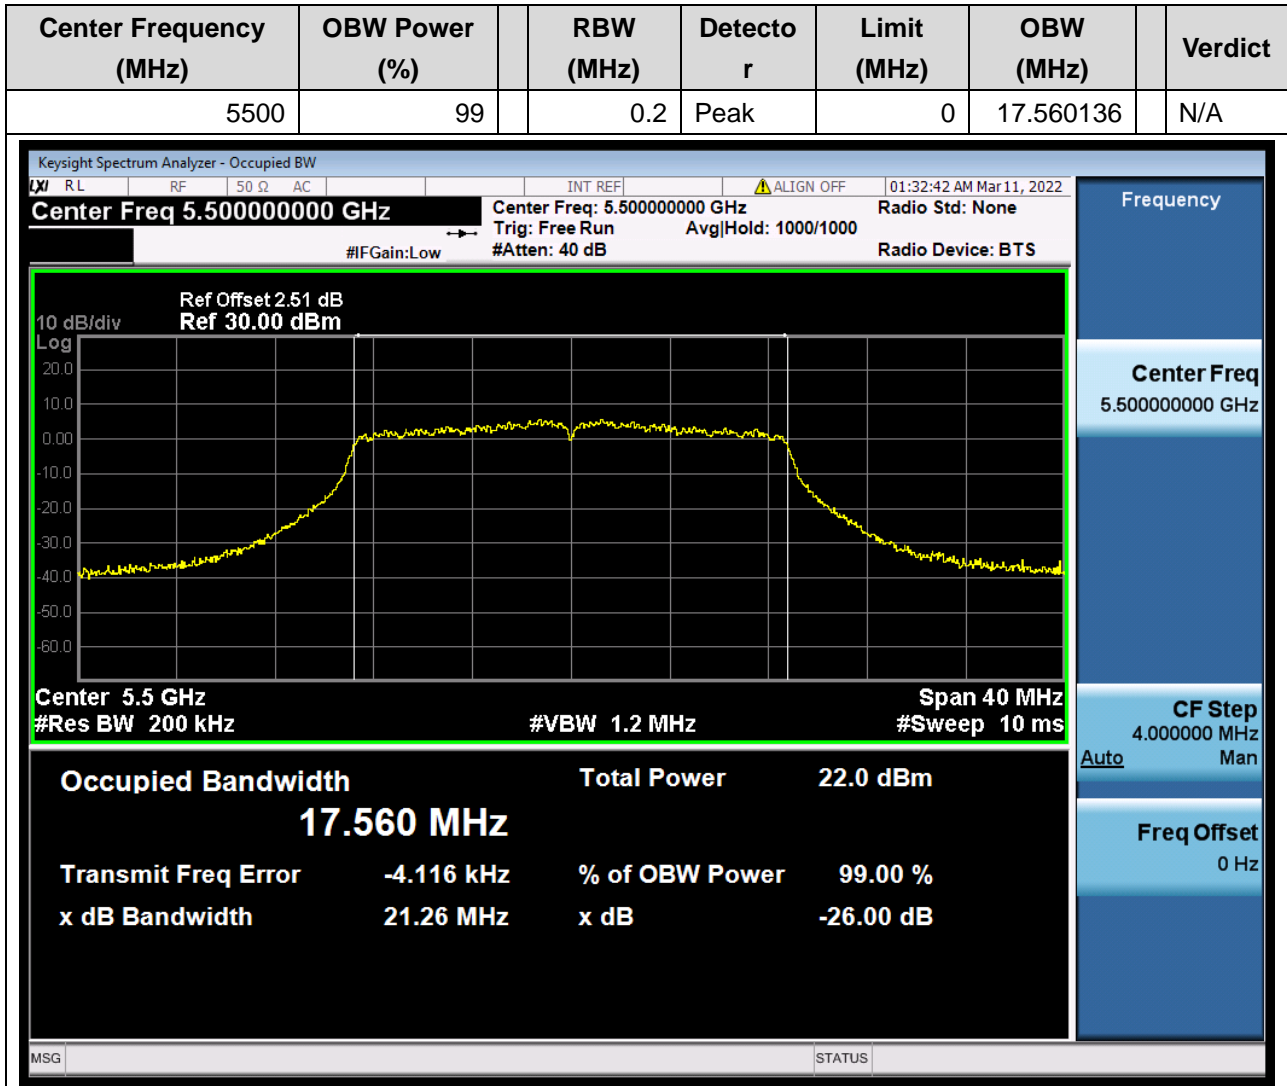 Center Frequency (MHz) OBW Power (%) RBW (MHz) Detector Limit (MHz) OBW (MHz) Verdict
5500 99 0.2 Peak 0 17.560136 N/A
Keysight Spectrum Analyzer - Occupied BW
LXI RL RF 50 Ω AC INT REF ALIGN OFF 01:32:42 AM Mar 11, 2022
Center Freq 5.500000000 GHz
Center Freq: 5.500000000 GHz
Radio Std: None
Trig: Free Run Avg|Hold: 1000/1000
#IFGain:Low
#Atten: 40 dB
Radio Device: BTS
Ref Offset 2.51 dB
10 dB/div Ref 30.00 dBm
Log
20.0
10.0
0.00
-10.0
-20.0
-30.0
-40.0
-50.0
-60.0
Center 5.5 GHz Span 40 MHz
#Res BW 200 kHz #VBW 1.2 MHz #Sweep 10 ms
Occupied Bandwidth Total Power 22.0 dBm
17.560 MHz
Transmit Freq Error -4.116 kHz % of OBW Power 99.00 %
x dB Bandwidth 21.26 MHz x dB -26.00 dB
Frequency
Center Freq
5.500000000 GHz
CF Step
4.000000 MHz
Auto Man
Freq Offset
0 Hz
MSG STATUS